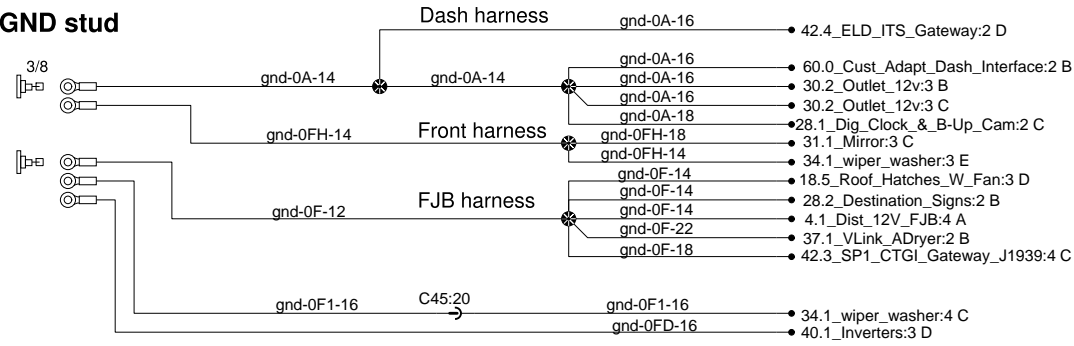 GND stud
Dash harness
gnd-0A-16
42.4_ELD_ITS_Gateway:2 D
3/8
gnd-0A-14
gnd-0A-14
gnd-0A-16
60.0_Cust_Adapt_Dash_Interface:2 B
gnd-0A-16
30.2_Outlet_12v:3 B
gnd-0A-16
30.2_Outlet_12v:3 C
gnd-0A-18
28.1_Dig_Clock_&_B-Up_Cam:2 C
gnd-0FH-14
Front harness
gnd-0FH-18
31.1_Mirror:3 C
gnd-0FH-14
34.1_wiper_washer:3 E
gnd-0F-14
18.5_Roof_Hatches_W_Fan:3 D
gnd-0F-14
28.2_Destination_Signs:2 B
gnd-0F-12
FJB harness
gnd-0F-14
4.1_Dist_12V_FJB:4 A
gnd-0F-22
37.1_VLink_ADryer:2 B
gnd-0F-18
42.3_SP1_CTGI_Gateway_J1939:4 C
gnd-0F1-16
C45:20
gnd-0F1-16
34.1_wiper_washer:4 C
gnd-0FD-16
40.1_Inverters:3 D